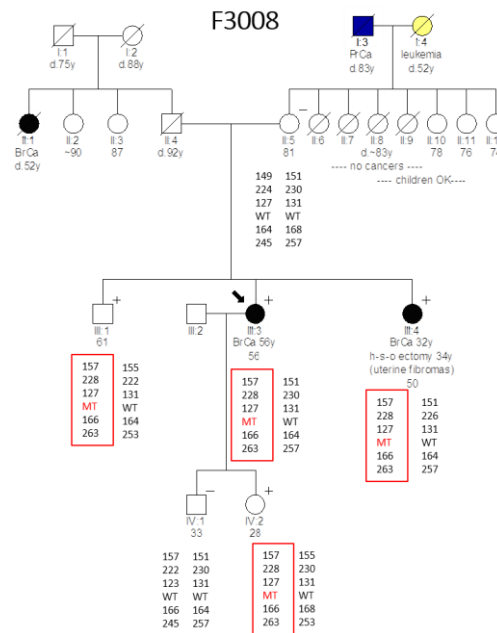 F3008
I:1
d.75y
I:2
d.88y
I:3
PrCa
d.83y
I:4
leukemia
d.52y
II:1
BrCa
d.52y
II:2
~90
II:3
87
II:4
d.92y
II:5
81
II:6
II:7
II:8
d.~83y
II:9
II:10
78
II:11
76
---- no cancers ----
---- children OK----
149 151
224 230
127 131
WT WT
164 168
245 257
III:1
61
III:2
III:3
BrCa 56y
56
III:4
BrCa 32y
h-s-o ectomy 34y
(uterine fibromas)
50
157 155
228 222
127 131
MT WT
166 164
263 253
157 151
228 230
127 131
MT WT
166 164
263 257
157 151
228 226
127 131
MT WT
166 164
263 257
IV:1
33
IV:2
28
157 151
222 230
123 131
WT WT
166 164
245 257
157 155
228 230
127 131
MT WT
166 168
263 253